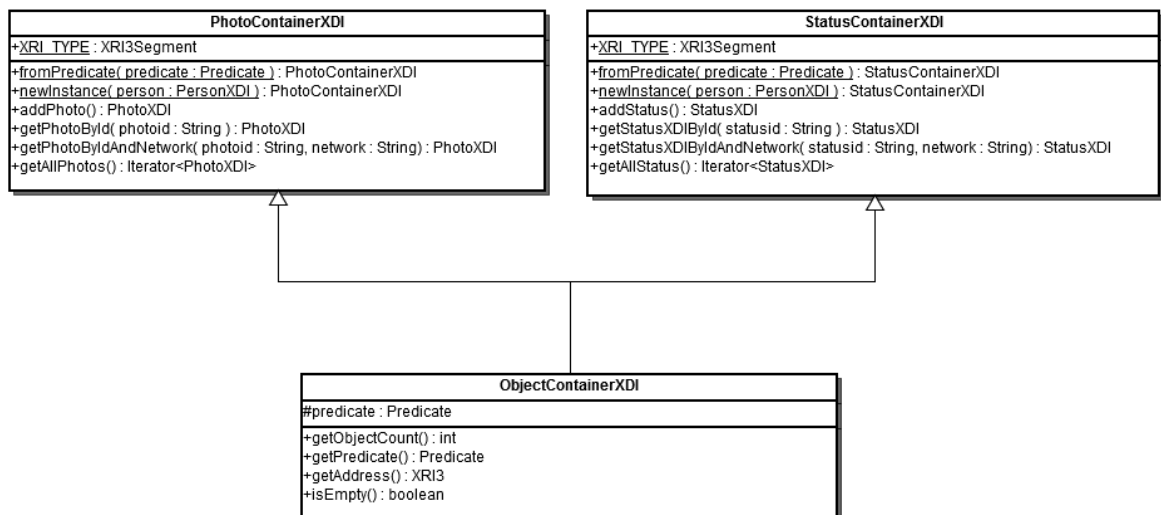 PhotoContainerXDI
+XRI_TYPE : XRI3Segment
+fromPredicate( predicate : Predicate ) : PhotoContainerXDI
+newInstance( person : PersonXDI ) : PhotoContainerXDI
+addPhoto() : PhotoXDI
+getPhotoById( photoid : String ) : PhotoXDI
+getPhotoByIdAndNetwork( photoid : String, network : String) : PhotoXDI
+getAllPhotos() : Iterator<PhotoXDI>
StatusContainerXDI
+XRI_TYPE : XRI3Segment
+fromPredicate( predicate : Predicate ) : StatusContainerXDI
+newInstance( person : PersonXDI ) : StatusContainerXDI
+addStatus() : StatusXDI
+getStatusXDIById( statusid : String ) : StatusXDI
+getStatusXDIByIdAndNetwork( statusid : String, network : String) : StatusXDI
+getAllStatus() : Iterator<StatusXDI>
ObjectContainerXDI
#predicate : Predicate
+getObjectCount() : int
+getPredicate() : Predicate
+getAddress() : XRI3
+isEmpty() : boolean